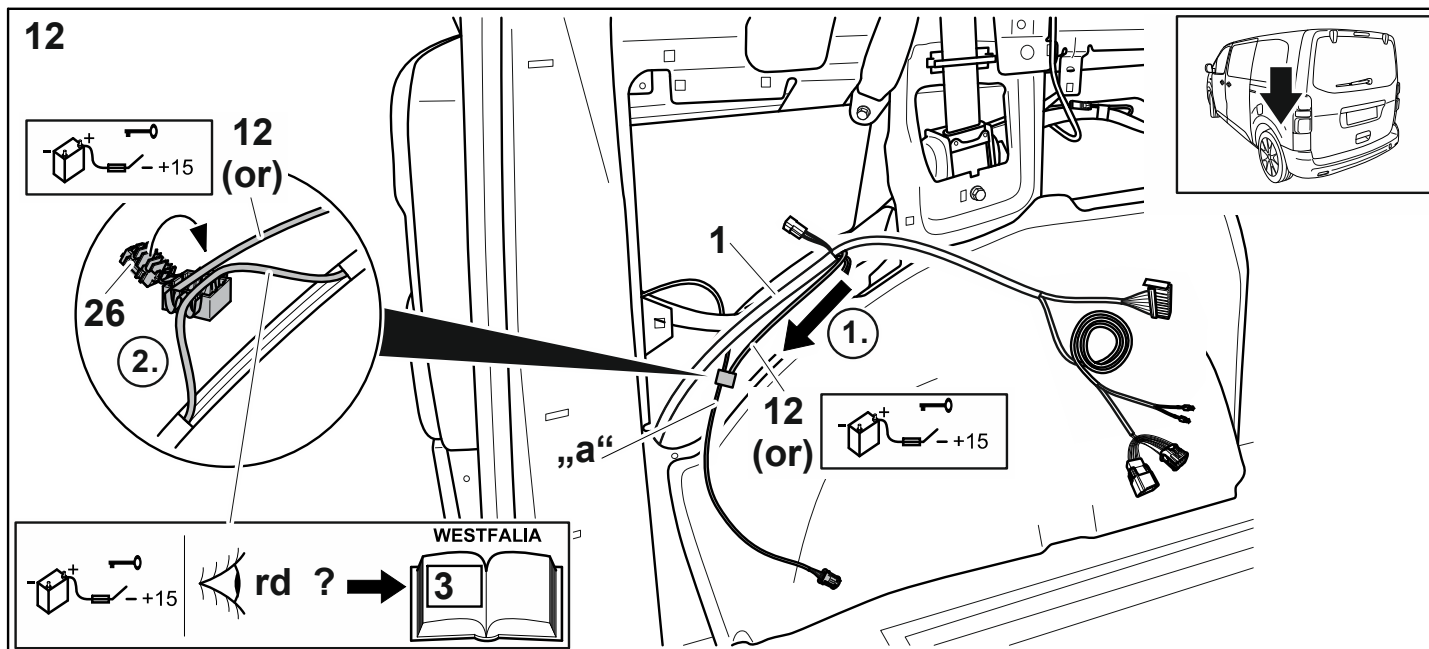 12
- + +15
12
(or)
26
2.
1
1.
12
(or)
- + +15
„a“
- + +15
rd ?
WESTFALIA
3